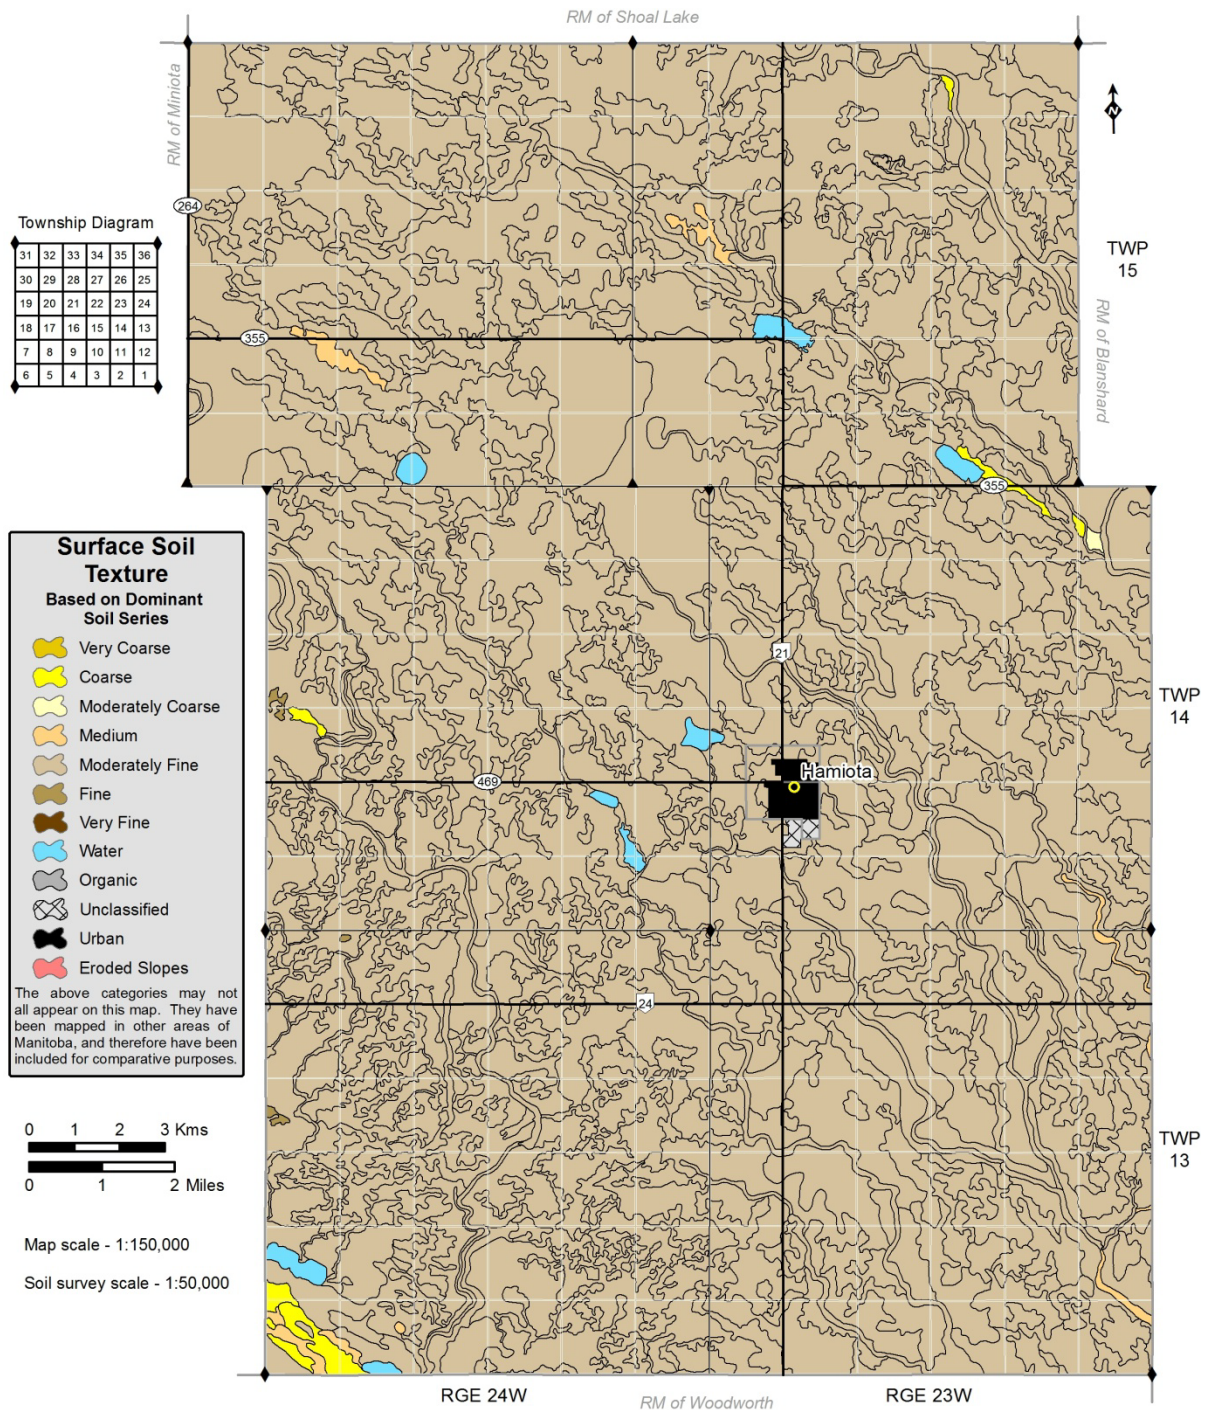 RM of Shoal Lake
RM of Miniota
264
Township Diagram
31 32 33 34 35 36
30 29 28 27 26 25
19 20 21 22 23 24
18 17 16 15 14 13
7 8 9 10 11 12
6 5 4 3 2 1
N
TWP
15
RM of Blanshard
355
355
Surface Soil
Texture
Based on Dominant
Soil Series
Very Coarse
Coarse
Moderately Coarse
Medium
Moderately Fine
Fine
Very Fine
Water
Organic
Unclassified
Urban
Eroded Slopes
The above categories may not
all appear on this map. They have
been mapped in other areas of
Manitoba, and therefore have been
included for comparative purposes.
21
TWP
14
469
Hamiota
24
0 1 2 3 Kms
0 1 2 Miles
TWP
13
Map scale - 1:150,000
Soil survey scale - 1:50,000
RGE 24W
RM of Woodworth
RGE 23W